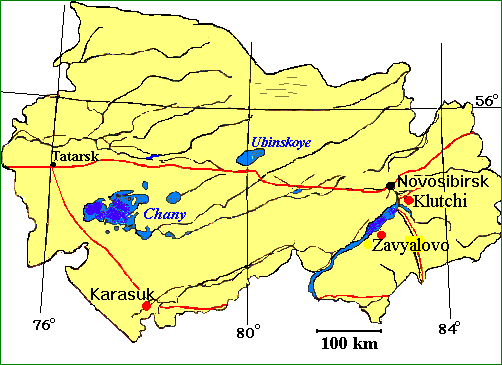 56°
Ubinskoye
Tatarsk
Novosibirsk
Klutchi
Chany
Zavyalovo
Karasuk
76°
80°
84°
100 km